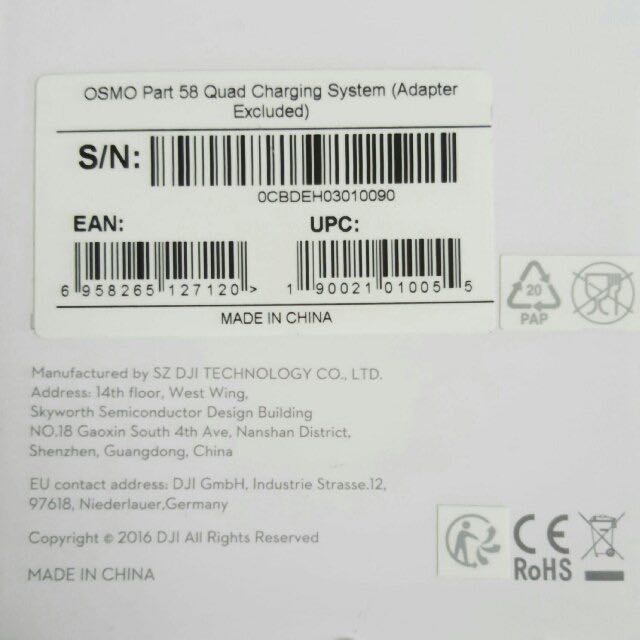 OSMO Part 58 Quad Charging System (Adapter
Excluded)
S/N:
0CBDEH03010090
EAN:
UPC:
6 958265 127120>
1 90021 01005 5
MADE IN CHINA
20
PAP
Manufactured by SZ DJI TECHNOLOGY CO., LTD.
Address: 14th floor, West Wing,
Skyworth Semiconductor Design Building
NO.18 Gaoxin South 4th Ave, Nanshan District,
Shenzhen, Guangdong, China
EU contact address: DJI GmbH, Industrie Strasse.12,
97618, Niederlauer,Germany
Copyright © 2016 DJI All Rights Reserved
MADE IN CHINA
CE
RoHS